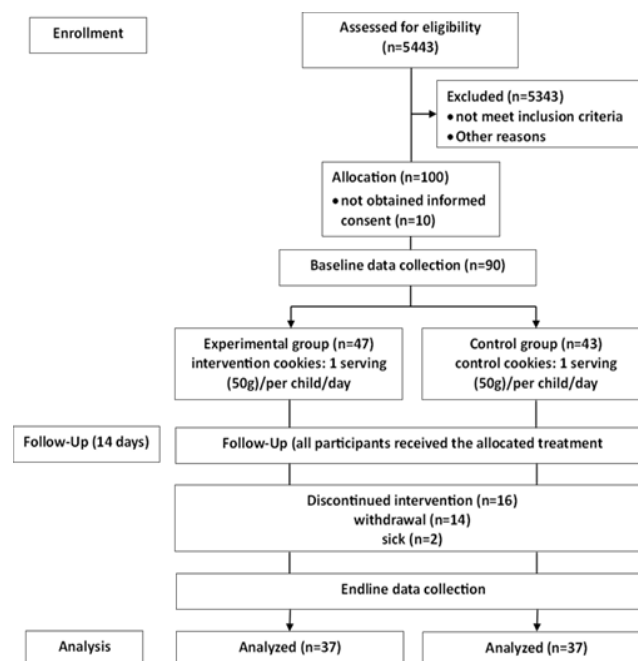 Enrollment
Assessed for eligibility
(n=5443)
Excluded (n=5343)
•not meet inclusion criteria
•Other reasons
Allocation (n=100)
•not obtained informed
consent (n=10)
Baseline data collection (n=90)
Experimental group (n=47)
intervention cookies: 1 serving
(50g)/per child/day
Control group (n=43)
control cookies: 1 serving
(50g)/per child/day
Follow-Up (14 days)
Follow-Up (all participants received the allocated treatment
Discontinued intervention (n=16)
withdrawal (n=14)
sick (n=2)
Endline data collection
Analysis
Analyzed (n=37)
Analyzed (n=37)